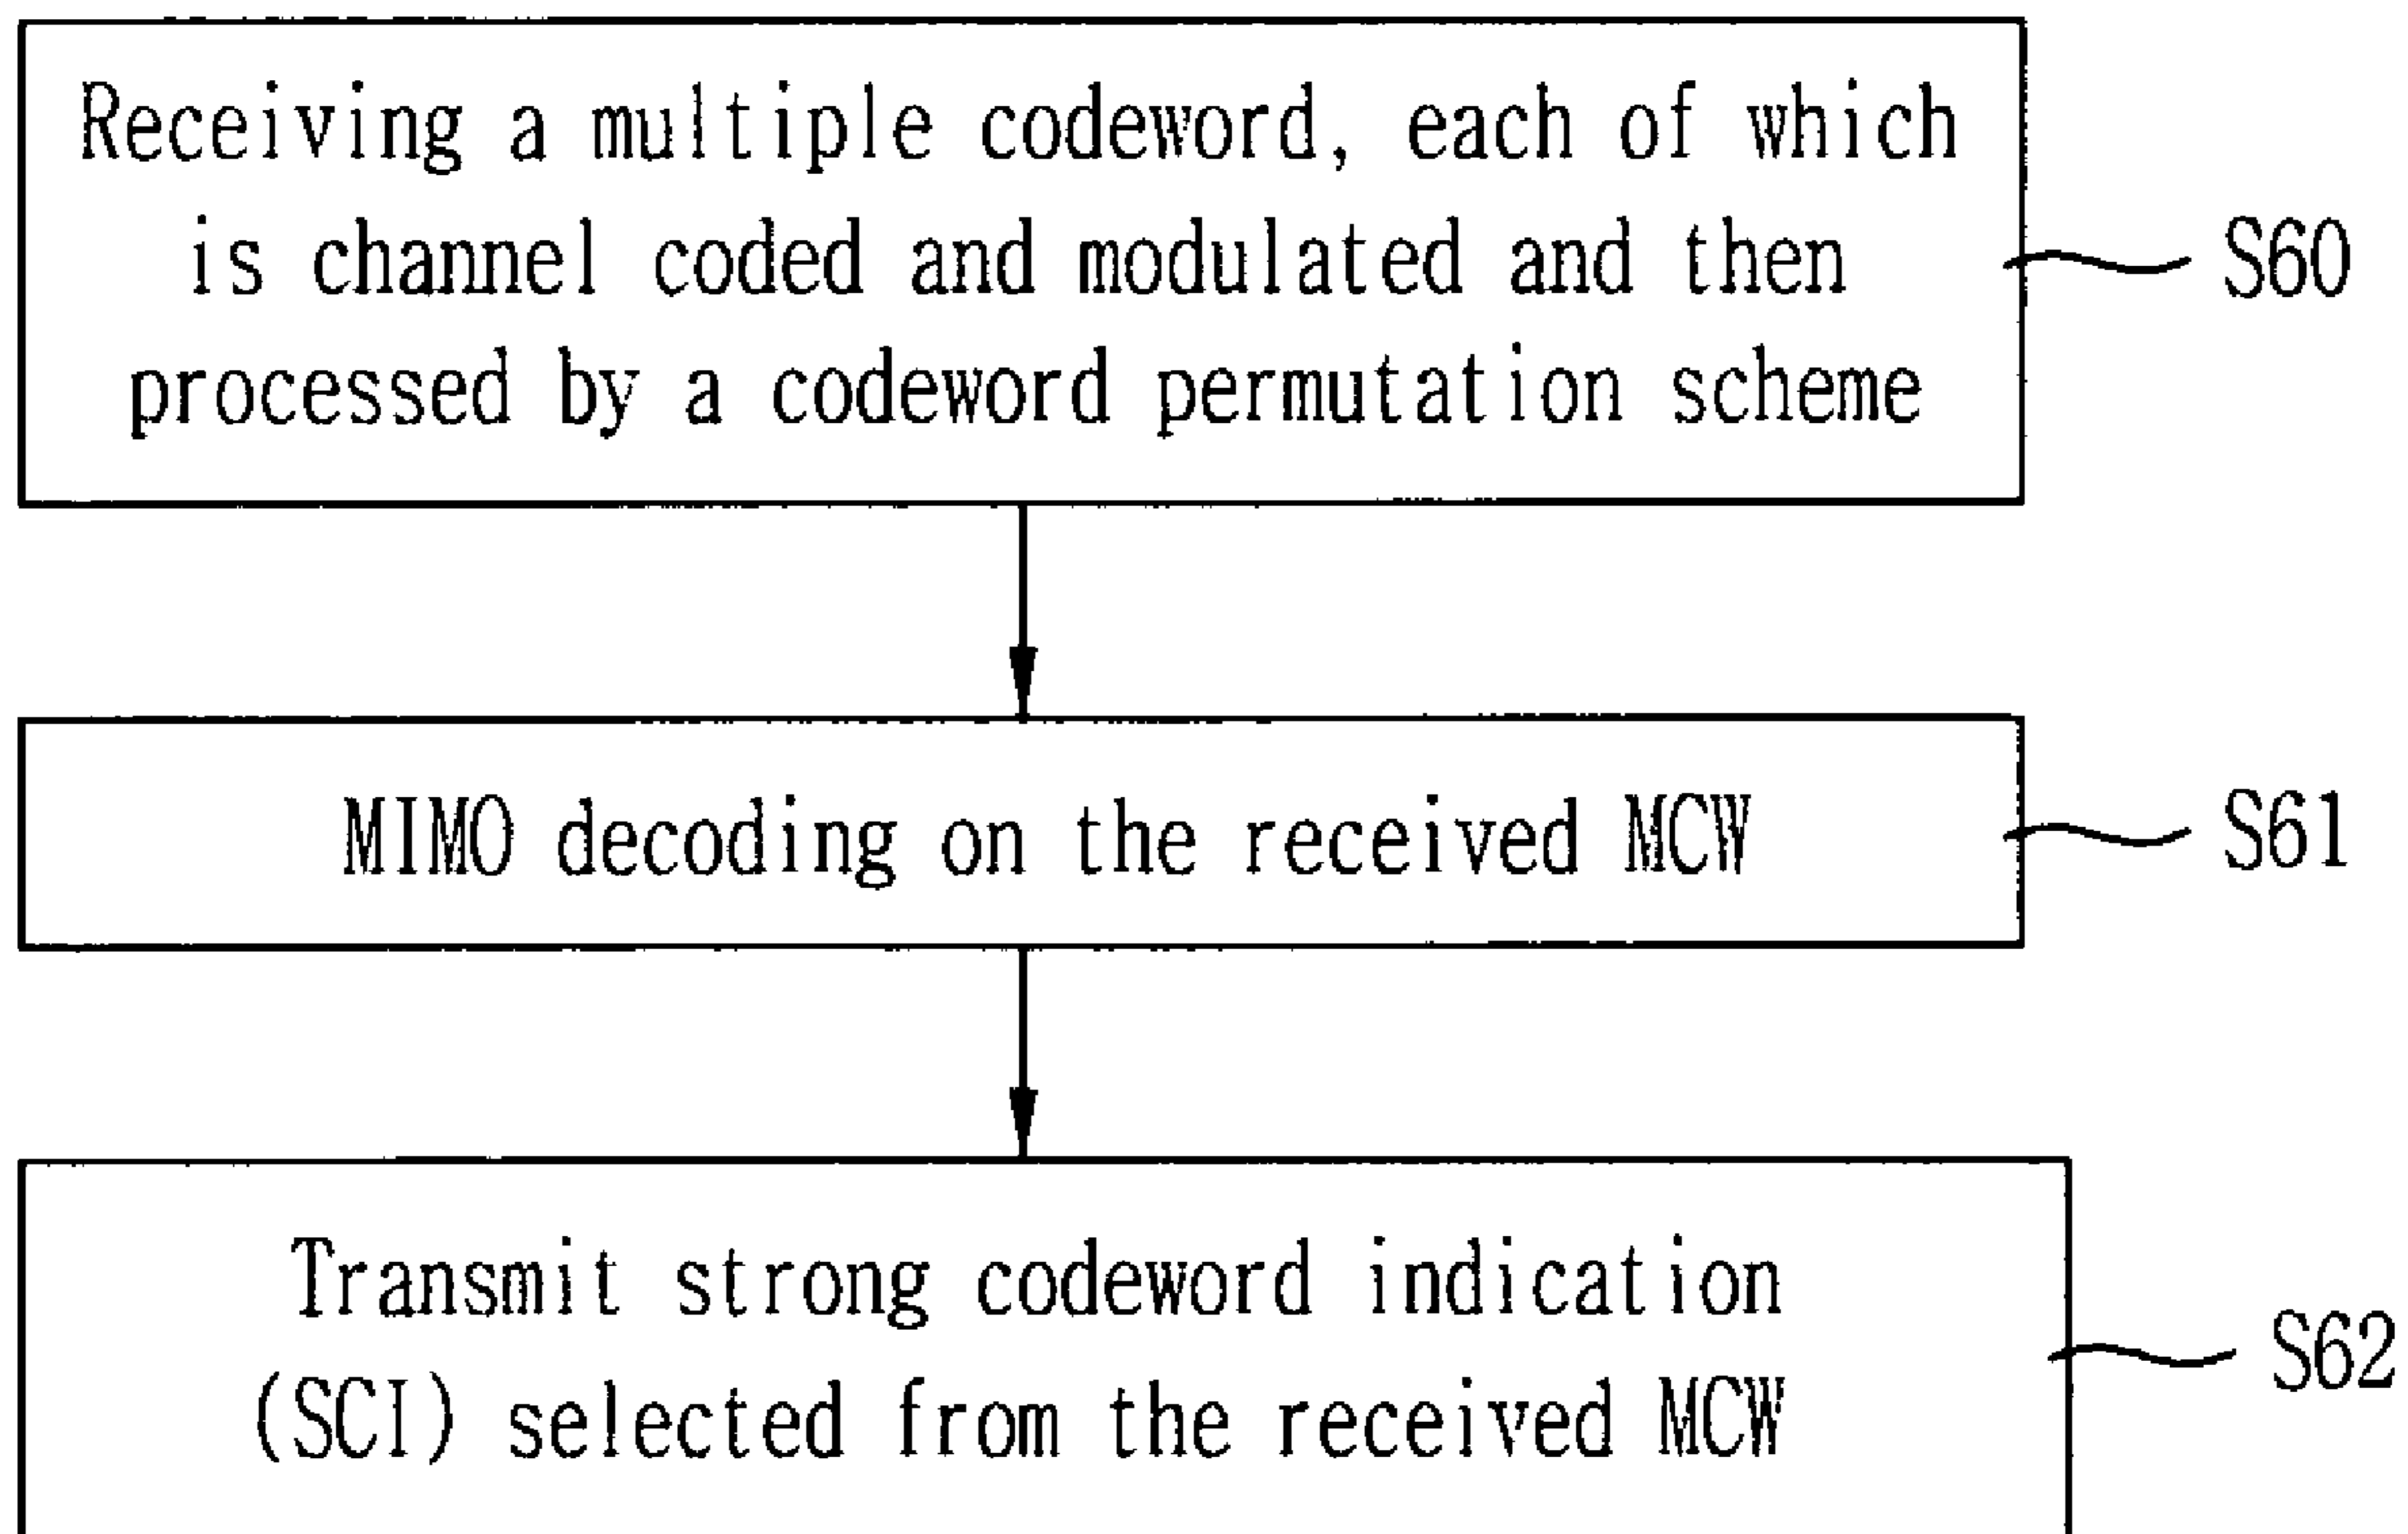 Receiving a multiple codeword, each of which
is channel coded and modulated and then
processed by a codeword permutation scheme
S60
MIMO decoding on the received MCW
S61
Transmit strong codeword indication
(SCI) selected from the received MCW
S62